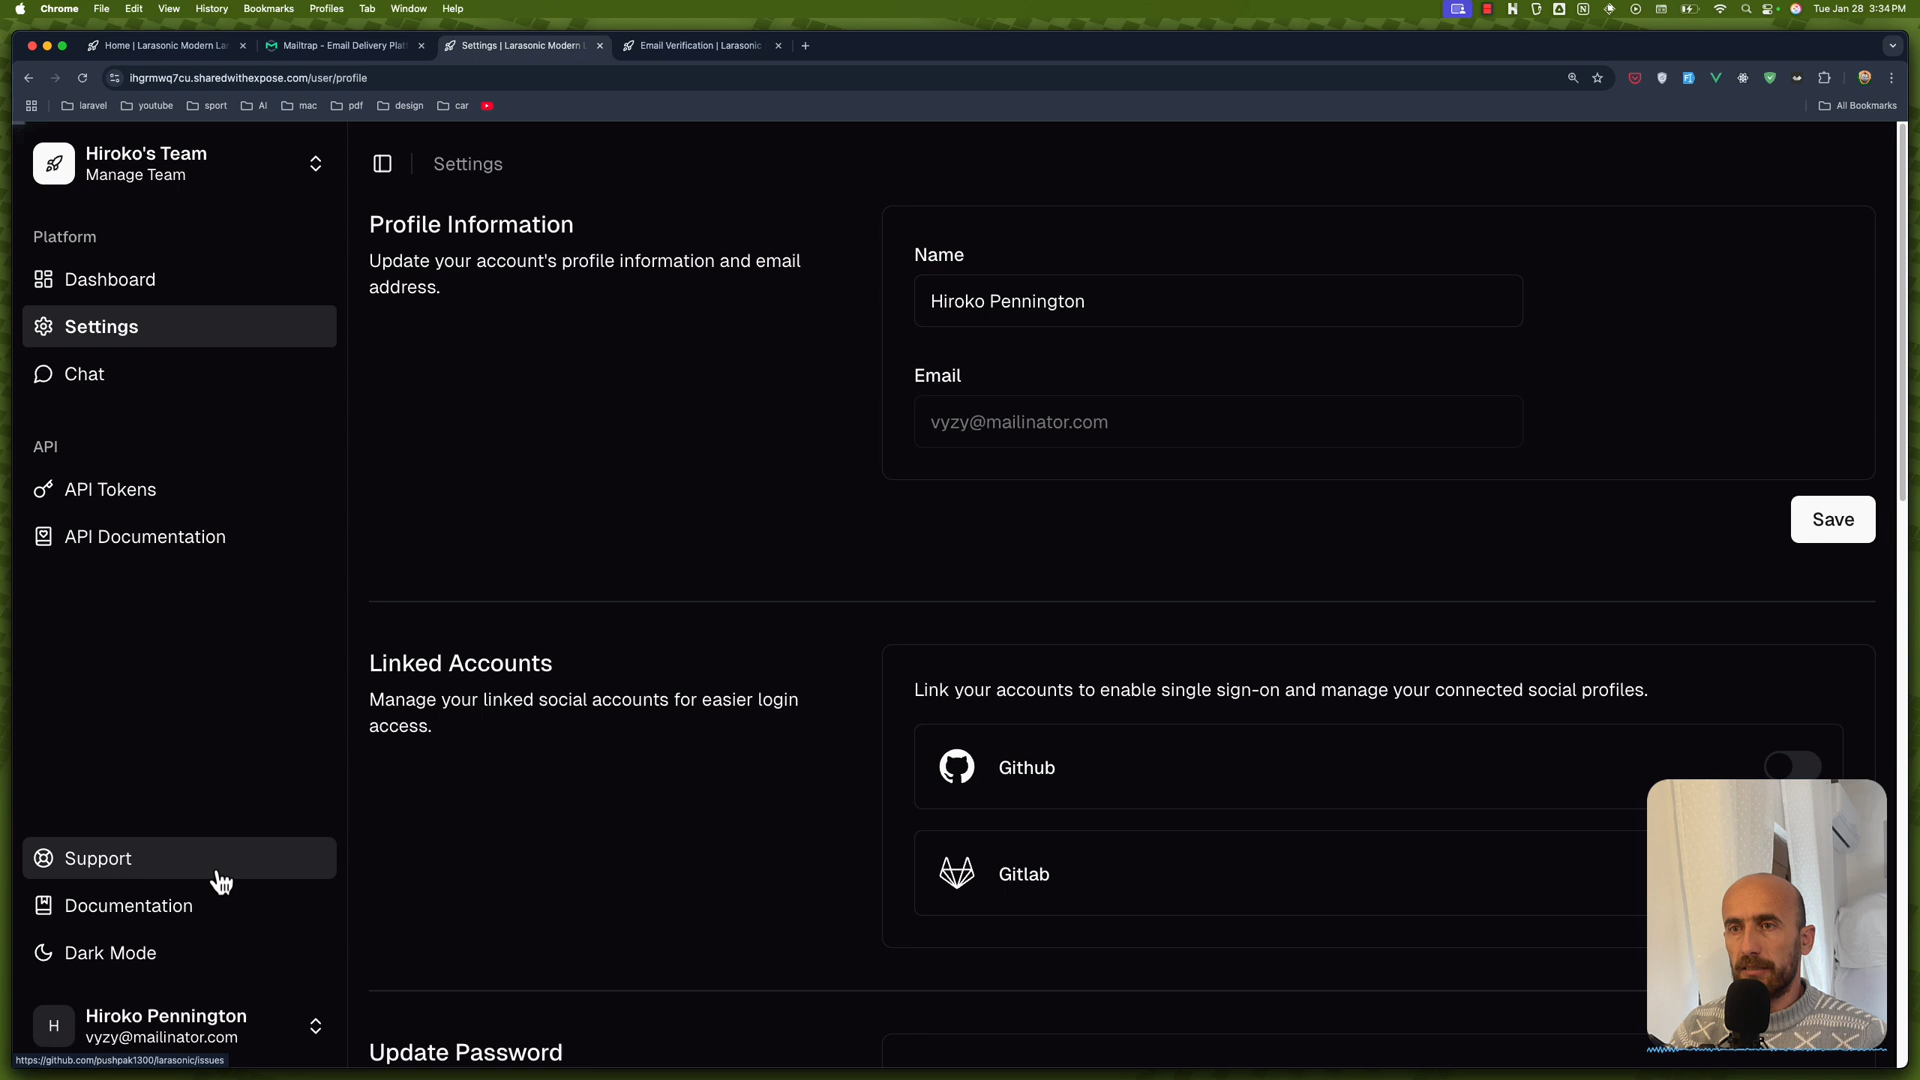 Chrome File Edit View History Bookmarks Profiles Tab Window Help
Tue Jan 28 3:34 PM
Home | Larasonic Modern La
Mailtrap - Email Delivery Plat
Settings | Larasonic Modern L
Email Verification | Larasonic
ihgrmwq7cu.sharedwithexpose.com/user/profile
laravel youtube sport AI mac pdf design car
All Bookmarks
Hiroko's Team
Manage Team
Settings
Platform
Dashboard
Settings
Chat
API
API Tokens
API Documentation
Profile Information
Update your account's profile information and email
address.
Name
Hiroko Pennington
Email
vyzy@mailinator.com
Save
Linked Accounts
Manage your linked social accounts for easier login
access.
Link your accounts to enable single sign-on and manage your connected social profiles.
Github
Gitlab
Update Password
Support
Documentation
Dark Mode
H
Hiroko Pennington
vyzy@mailinator.com
https://github.com/pushpak1300/larasonic/issues